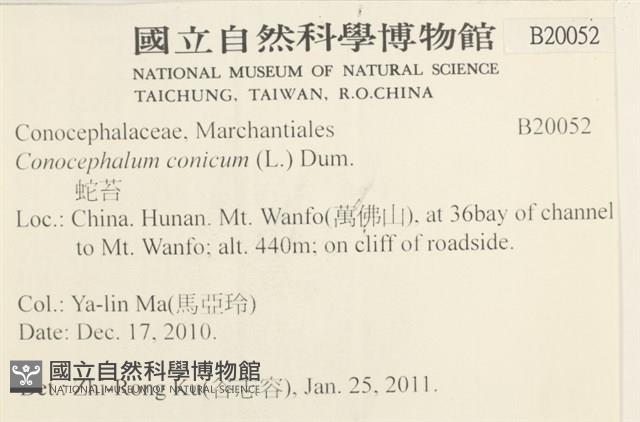 國立自然科學博物館 B20052
NATIONAL MUSEUM OF NATURAL SCIENCE
TAICHUNG, TAIWAN, R.O.CHINA
Conocephalaceae, Marchantiales B20052
Conocephalum conicum (L.) Dum.
蛇苔
Loc.: China. Hunan. Mt. Wanfo(萬佛山), at 36bay of channel
to Mt. Wanfo; alt. 440m; on cliff of roadside.
Col.: Ya-lin Ma(馬亞玲)
Date: Dec. 17, 2010.
國立自然科學博物館
NATIONAL MUSEUM OF NATURAL SCIENCE
Jan. 25, 2011.